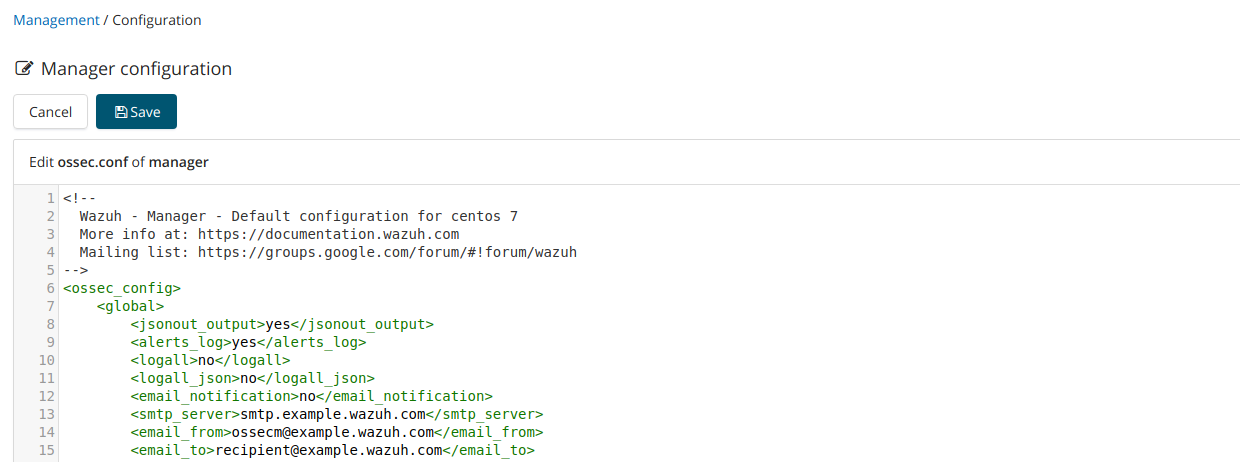 Management / Configuration
Manager configuration
Cancel
Save
Edit ossec.conf of manager
1 <!--
2   Wazuh - Manager - Default configuration for centos 7
3   More info at: https://documentation.wazuh.com
4   Mailing list: https://groups.google.com/forum/#!forum/wazuh
5 -->
6 <ossec_config>
7     <global>
8         <jsonout_output>yes</jsonout_output>
9         <alerts_log>yes</alerts_log>
10         <logall>no</logall>
11         <logall_json>no</logall_json>
12         <email_notification>no</email_notification>
13         <smtp_server>smtp.example.wazuh.com</smtp_server>
14         <email_from>ossecm@example.wazuh.com</email_from>
15         <email_to>recipient@example.wazuh.com</email_to>